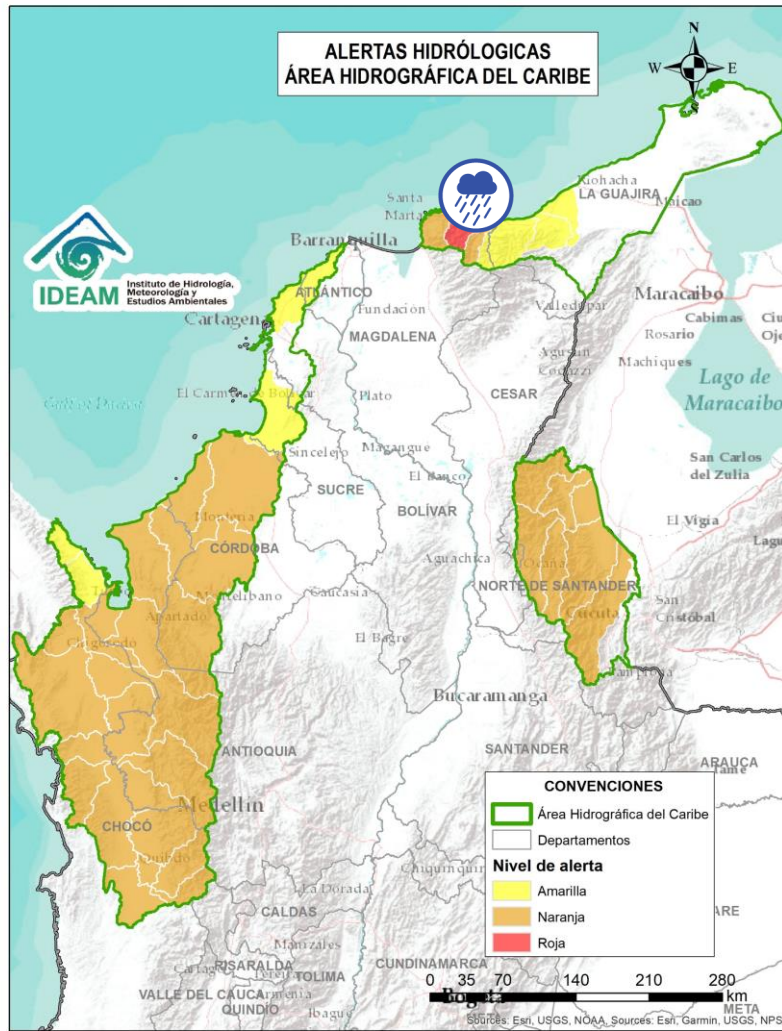 ALERTAS HIDRÓLOGICAS
ÁREA HIDROGRÁFICA DEL CARIBE
N
W
E
S
Riohacha
LA GUAJIRA
Maicao
Santa
Marta
Barranquilla
IDEAM
Instituto de Hidrología,
Meteorología y
Estudios Ambientales
ATLÁNTICO
Cartagen
Fundación
Valledupar
Maracaibo
Cabimas
Rosario
MAGDALENA
Agustín
Codazzi
Machiques
CESAR
Lago de
Maracaibo
El Carmen de Bolívar
Plato
San Carlos
del Zulia
Sincelejo
Magangue
SUCRE
El Banco
BOLÍVAR
El Vigía
Montería
CÓRDOBA
Aguachica
Ocaña
NORTE DE SANTANDER
Caucasia
San
Cristóbal
Apartado
Cúcuta
El Bagre
Bucaramanga
ANTIOQUIA
SANTANDER
ARAUCA
Medellín
CHOCÓ
Quibdó
CONVENCIONES
Área Hidrográfica del Caribe
Departamentos
Nivel de alerta
Amarilla
Naranja
Roja
La Dorada
CALDAS
Manizales
RISARALDA
TOLIMA
CUNDINAMARCA
VALLE DEL CAUCA
Armenia
QUINDÍO
Ibague
Bogotá
META
0 35 70 140 210 280
km
Sources: Esri, USGS, NOAA, Sources: Esri, Garmin, USGS, NPS